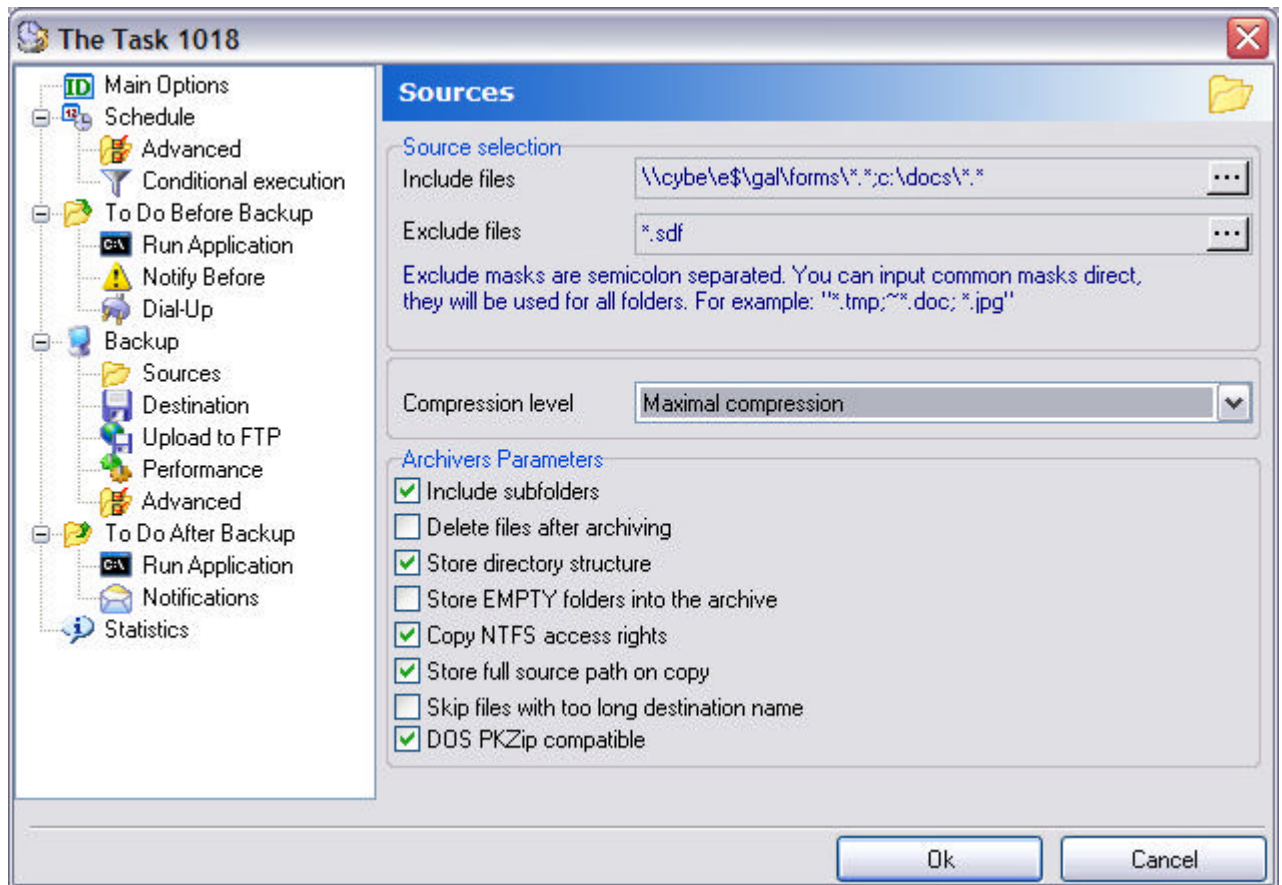 The Task 1018
ID Main Options
12 Schedule
Advanced
Conditional execution
To Do Before Backup
C:\ Run Application
Notify Before
Dial-Up
Backup
Sources
Destination
Upload to FTP
Performance
Advanced
To Do After Backup
C:\ Run Application
Notifications
Statistics
Sources
Source selection
Include files \\cybe\e$\gal\forms\*.*;c:\docs\*.* ...
Exclude files *.sdf ...
Exclude masks are semicolon separated. You can input common masks direct,
they will be used for all folders. For example: "*.tmp;~*.doc; *.jpg"
Compression level Maximal compression
Archivers Parameters
Include subfolders
Delete files after archiving
Store directory structure
Store EMPTY folders into the archive
Copy NTFS access rights
Store full source path on copy
Skip files with too long destination name
DOS PKZip compatible
Ok Cancel